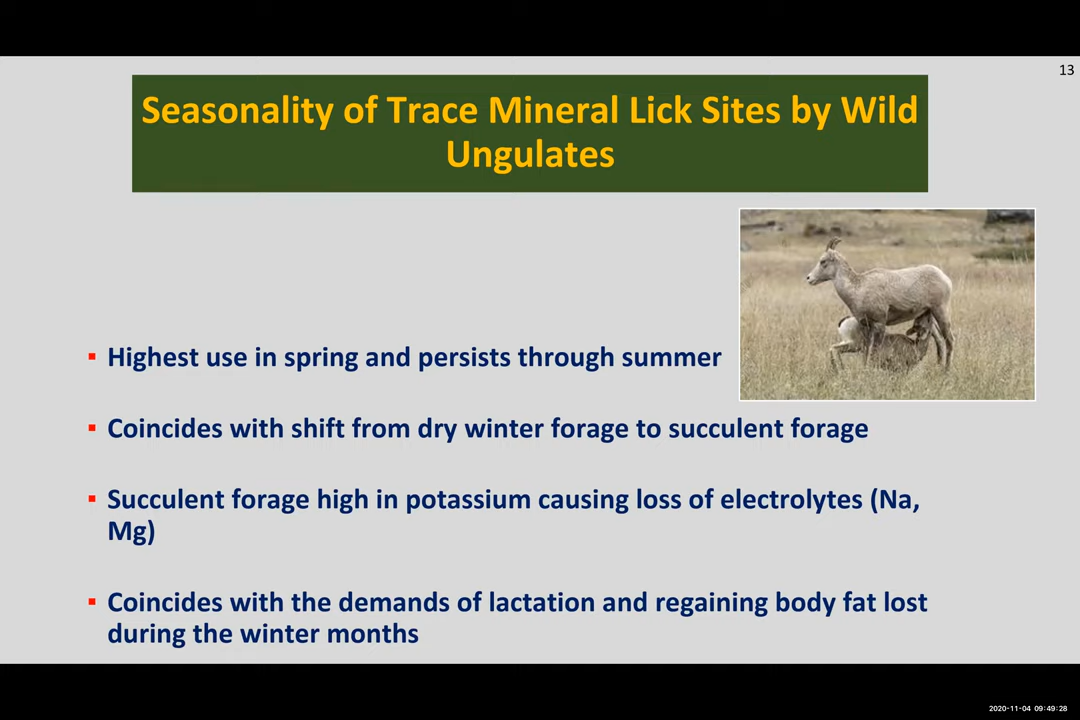 13
Seasonality of Trace Mineral Lick Sites by Wild
Ungulates
▪ Highest use in spring and persists through summer
▪ Coincides with shift from dry winter forage to succulent forage
▪ Succulent forage high in potassium causing loss of electrolytes (Na,
Mg)
▪ Coincides with the demands of lactation and regaining body fat lost
during the winter months
2020-11-04 09:49:28